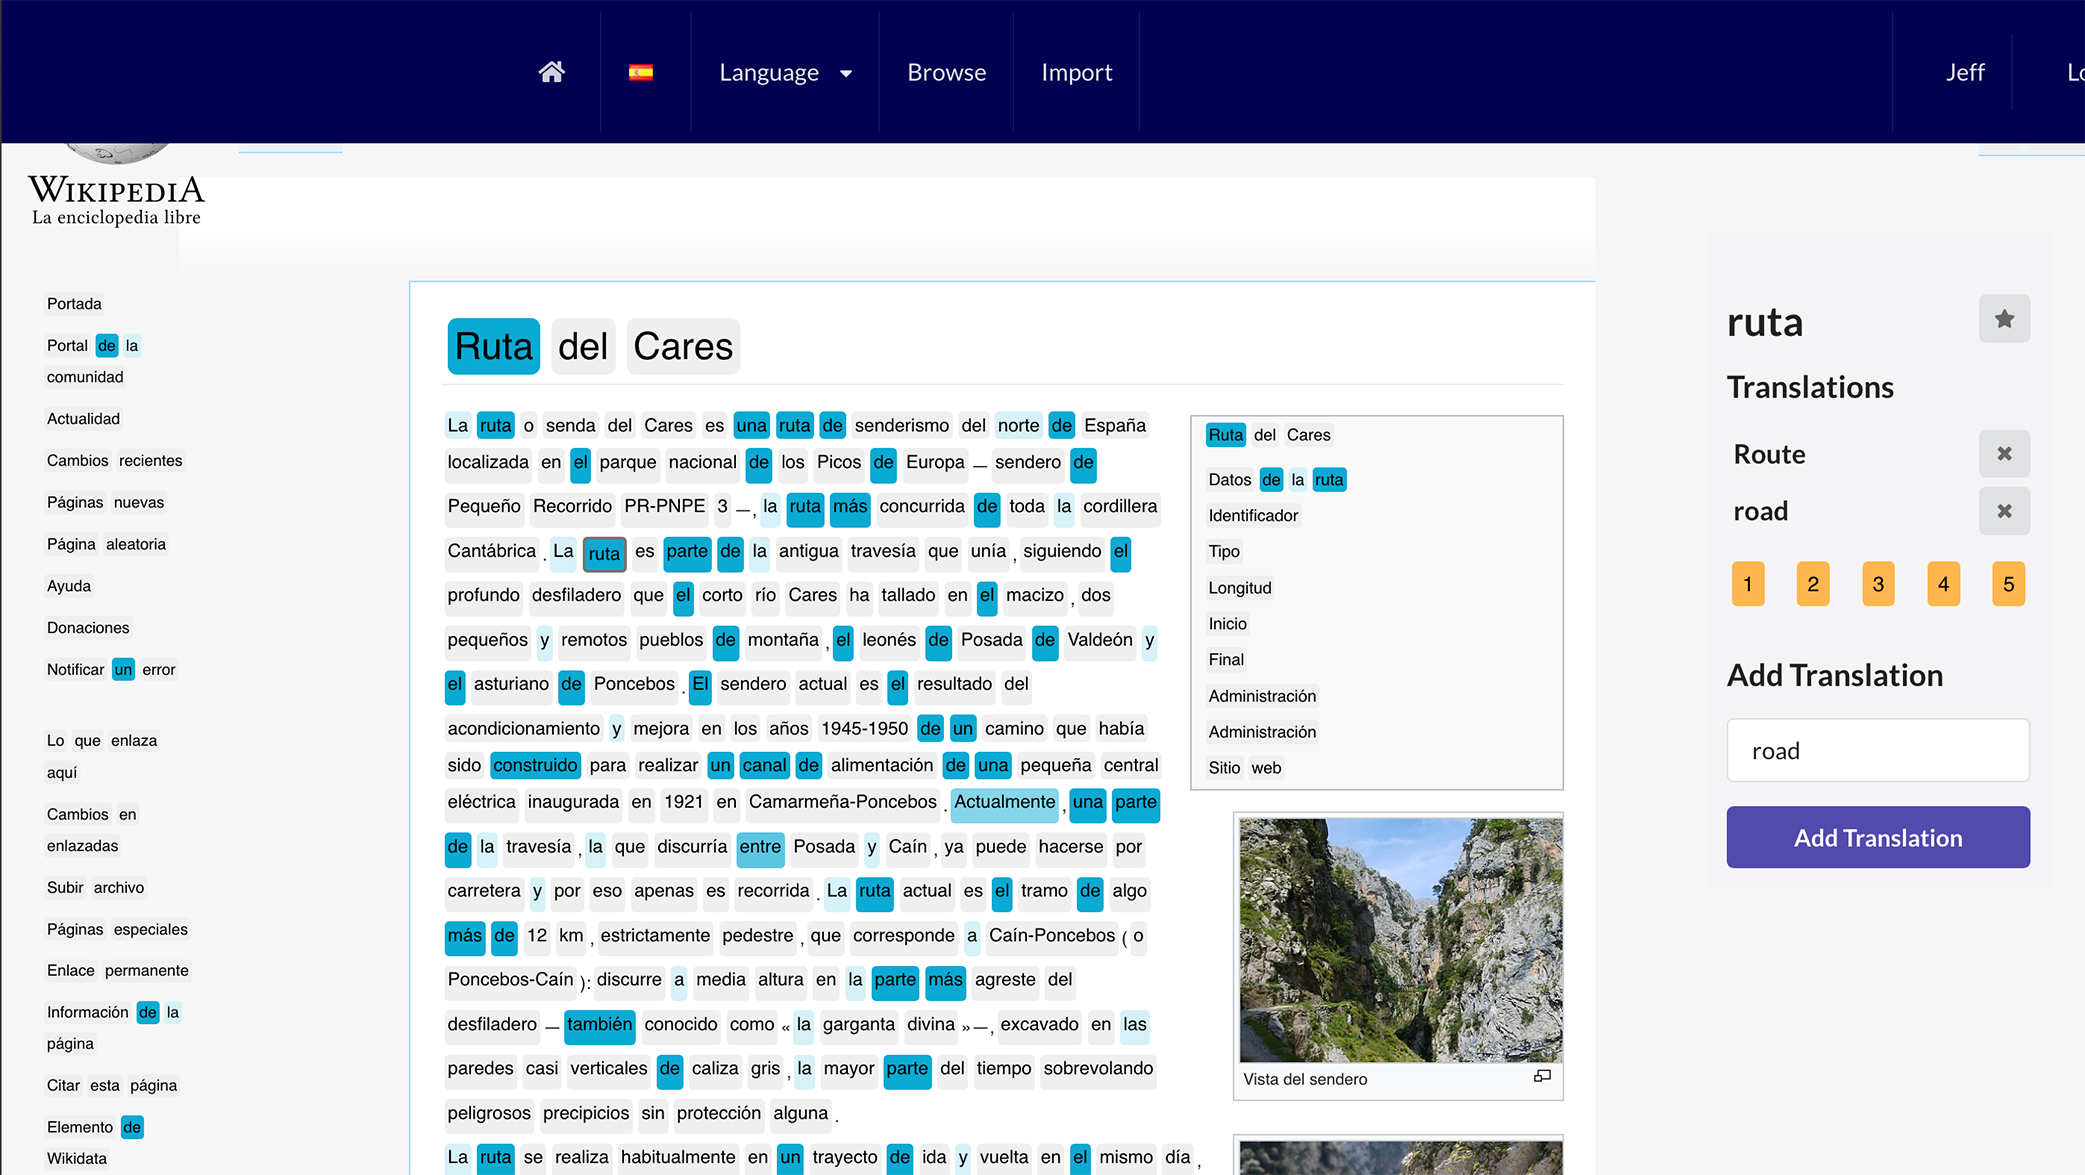 Language Browse Import Jeff
WIKIPEDIA
La enciclopedia libre
Portada
Portal de la
comunidad
Actualidad
Cambios recientes
Páginas nuevas
Página aleatoria
Ayuda
Donaciones
Notificar un error
Lo que enlaza
aquí
Cambios en
enlazadas
Subir archivo
Páginas especiales
Enlace permanente
Información de la
página
Citar esta página
Elemento de
Wikidata
Ruta del Cares
La ruta o senda del Cares es una ruta de senderismo del norte de España
localizada en el parque nacional de los Picos de Europa — sendero de
Pequeño Recorrido PR-PNPE 3 —, la ruta más concurrida de toda la cordillera
Cantábrica . La ruta es parte de la antigua travesía que unía , siguiendo el
profundo desfiladero que el corto río Cares ha tallado en el macizo , dos
pequeños y remotos pueblos de montaña , el leonés de Posada de Valdeón y
el asturiano de Poncebos . El sendero actual es el resultado del
acondicionamiento y mejora en los años 1945-1950 de un camino que había
sido construido para realizar un canal de alimentación de una pequeña central
eléctrica inaugurada en 1921 en Camarmeña-Poncebos . Actualmente , una parte
de la travesía , la que discurría entre Posada y Caín , ya puede hacerse por
carretera y por eso apenas es recorrida . La ruta actual es el tramo de algo
más de 12 km , estrictamente pedestre , que corresponde a Caín-Poncebos ( o
Poncebos-Caín ): discurre a media altura en la parte más agreste del
desfiladero — también conocido como « la garganta divina »—, excavado en las
paredes casi verticales de caliza gris , la mayor parte del tiempo sobrevolando
peligrosos precipicios sin protección alguna .
La ruta se realiza habitualmente en un trayecto de ida y vuelta en el mismo día ,
Ruta del Cares
Datos de la ruta
Identificador
Tipo
Longitud
Inicio
Final
Administración
Administración
Sitio web
Vista del sendero
ruta
Translations
Route
road
1 2 3 4 5
Add Translation
road
Add Translation